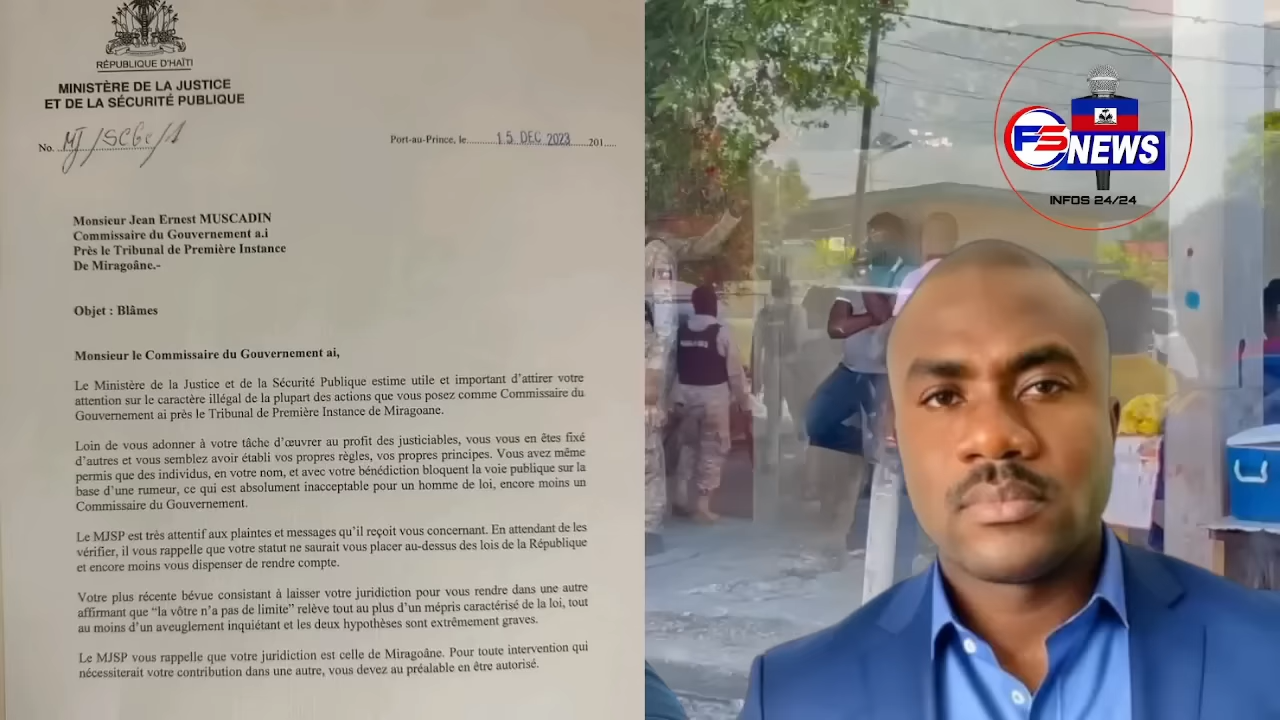 RÉPUBLIQUE D'HAÏTI
MINISTÈRE DE LA JUSTICE
ET DE LA SÉCURITÉ PUBLIQUE
No. MJ/SCGC/1
Port-au-Prince, le 15 DEC 2023 201
Monsieur Jean Ernest MUSCADIN
Commissaire du Gouvernement a.i
Près le Tribunal de Première Instance
De Miragoâne.-
Objet : Blâmes
Monsieur le Commissaire du Gouvernement ai,
Le Ministère de la Justice et de la Sécurité Publique estime utile et important d'attirer votre
attention sur le caractère illégal de la plupart des actions que vous posez comme Commissaire du
Gouvernement ai près le Tribunal de Première Instance de Miragoane.
Loin de vous adonner à votre tâche d'œuvrer au profit des justiciables, vous vous en êtes fixé
d'autres et vous semblez avoir établi vos propres règles, vos propres principes. Vous avez même
permis que des individus, en votre nom, et avec votre bénédiction bloquent la voie publique sur la
base d'une rumeur, ce qui est absolument inacceptable pour un homme de loi, encore moins un
Commissaire du Gouvernement.
Le MJSP est très attentif aux plaintes et messages qu'il reçoit vous concernant. En attendant de les
vérifier, il vous rappelle que votre statut ne saurait vous placer au-dessus des lois de la République
et encore moins vous dispenser de rendre compte.
Votre plus récente bévue consistant à laisser votre juridiction pour vous rendre dans une autre
affirmant que "la vôtre n'a pas de limite" relève tout au plus d'un mépris caractérisé de la loi, tout
au moins d'un aveuglement inquiétant et les deux hypothèses sont extrêmement graves.
Le MJSP vous rappelle que votre juridiction est celle de Miragoâne. Pour toute intervention qui
nécessiterait votre contribution dans une autre, vous devez au préalable en être autorisé.
FS NEWS
INFOS 24/24